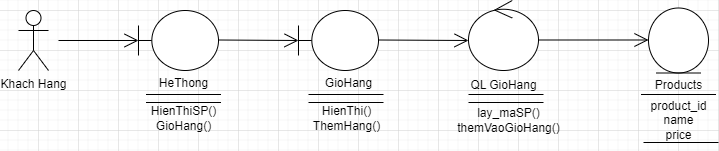 Khach Hang
HeThong
HienThiSP()
GioHang()
GioHang
HienThi()
ThemHang()
QL GioHang
lay_maSP()
themVaoGioHang()
Products
product_id
name
price